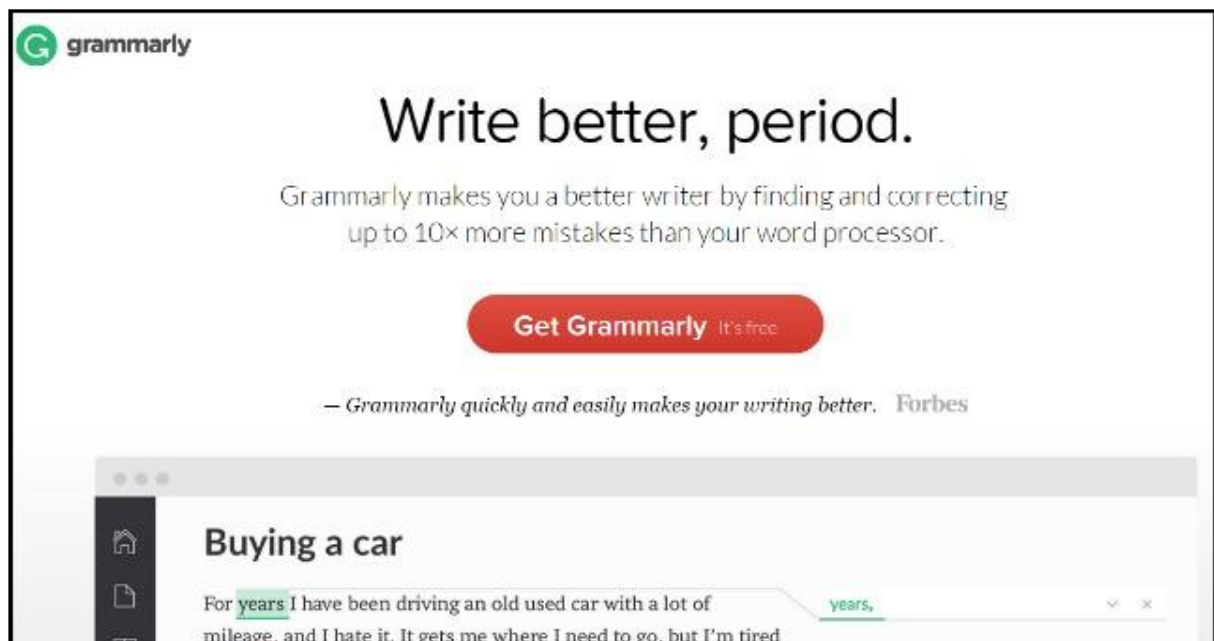 grammarly
Write better, period.
Grammarly makes you a better writer by finding and correcting
up to 10× more mistakes than your word processor.
Get Grammarly It's free
— Grammarly quickly and easily makes your writing better. Forbes
Buying a car
For years I have been driving an old used car with a lot of
years,
mileage, and I hate it. It gets me where I need to go, but I'm tired